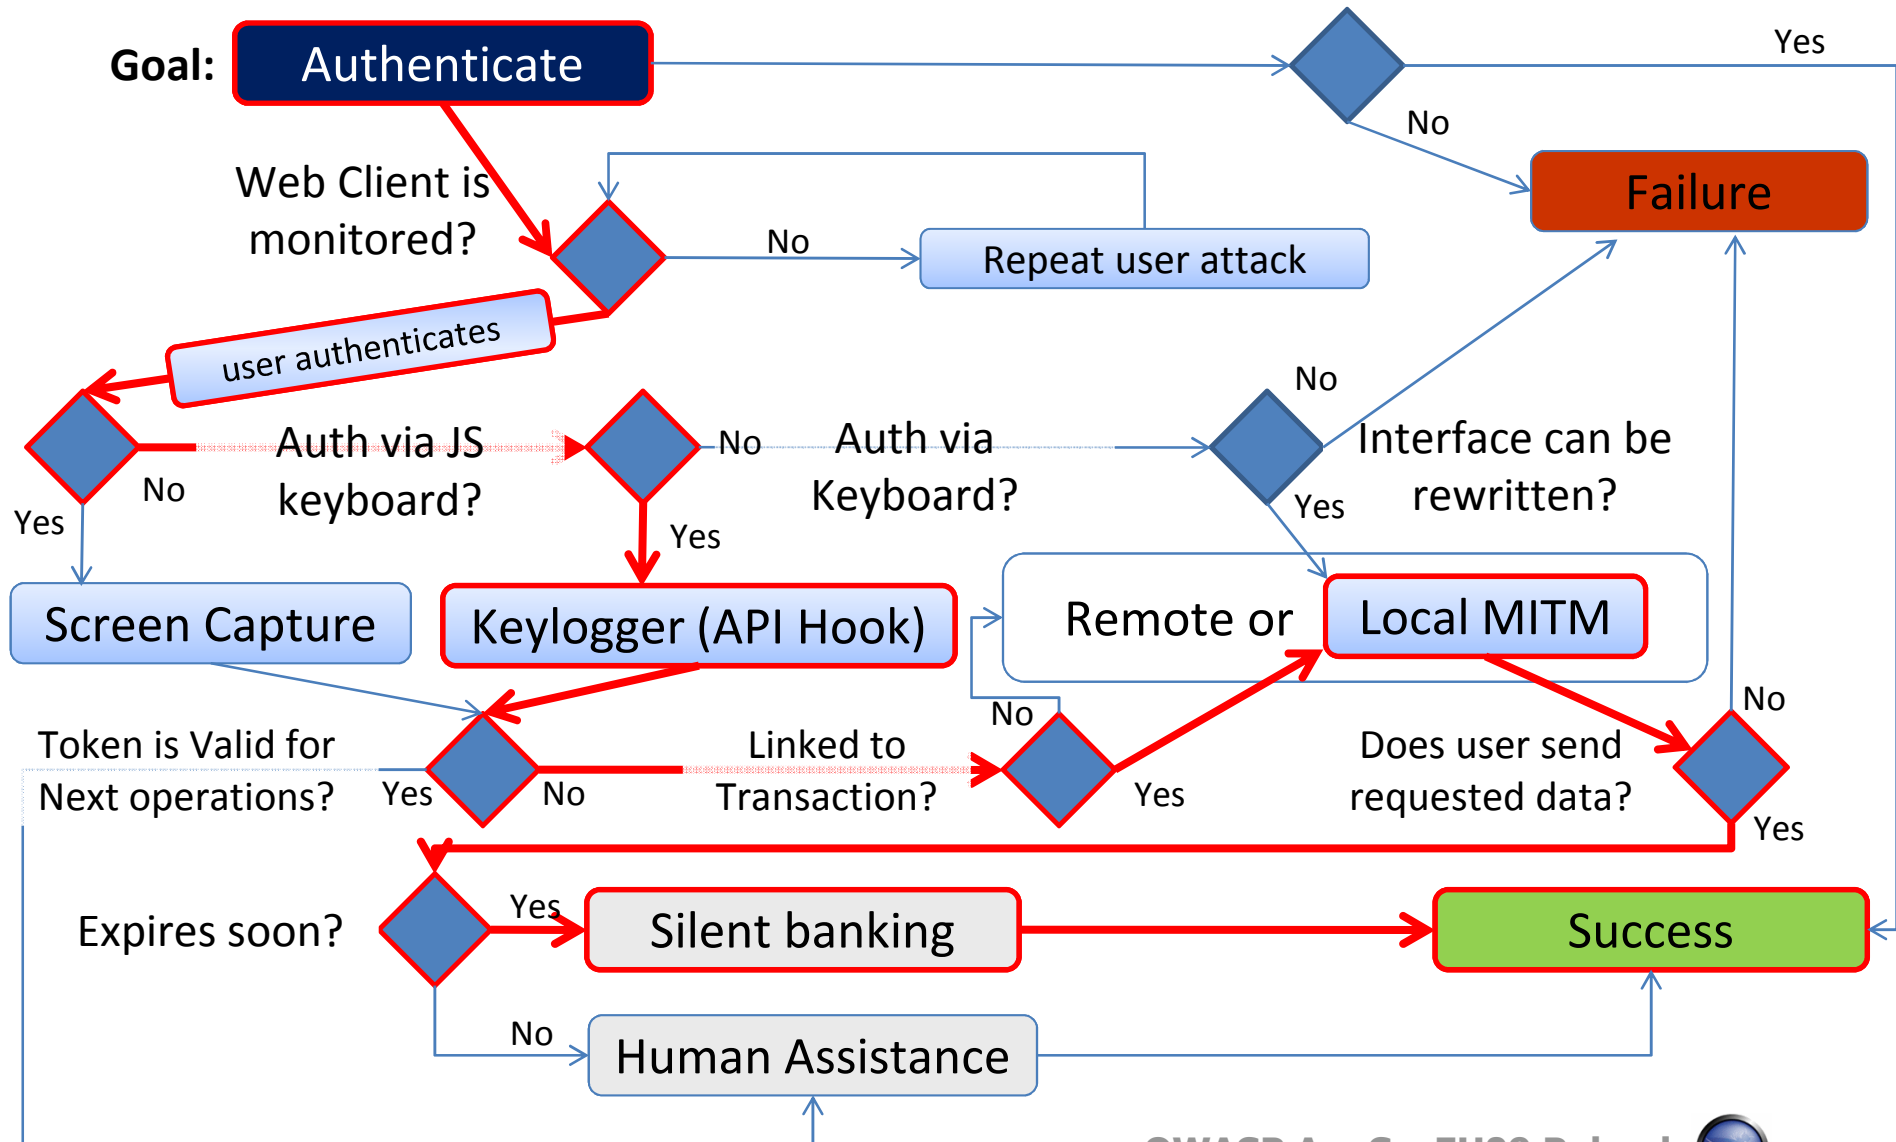 Goal:
Authenticate
Yes
No
Failure
Web Client is
monitored?
No
Repeat user attack
user authenticates
No
Auth via JS
keyboard?
No
Yes
No
Auth via
Keyboard?
Yes
Interface can be
rewritten?
Yes
Screen Capture
Keylogger (API Hook)
Remote or
Local MITM
No
No
Token is Valid for
Next operations?
Yes
No
Linked to
Transaction?
Yes
Does user send
requested data?
Yes
Expires soon?
Yes
Silent banking
Success
No
Human Assistance